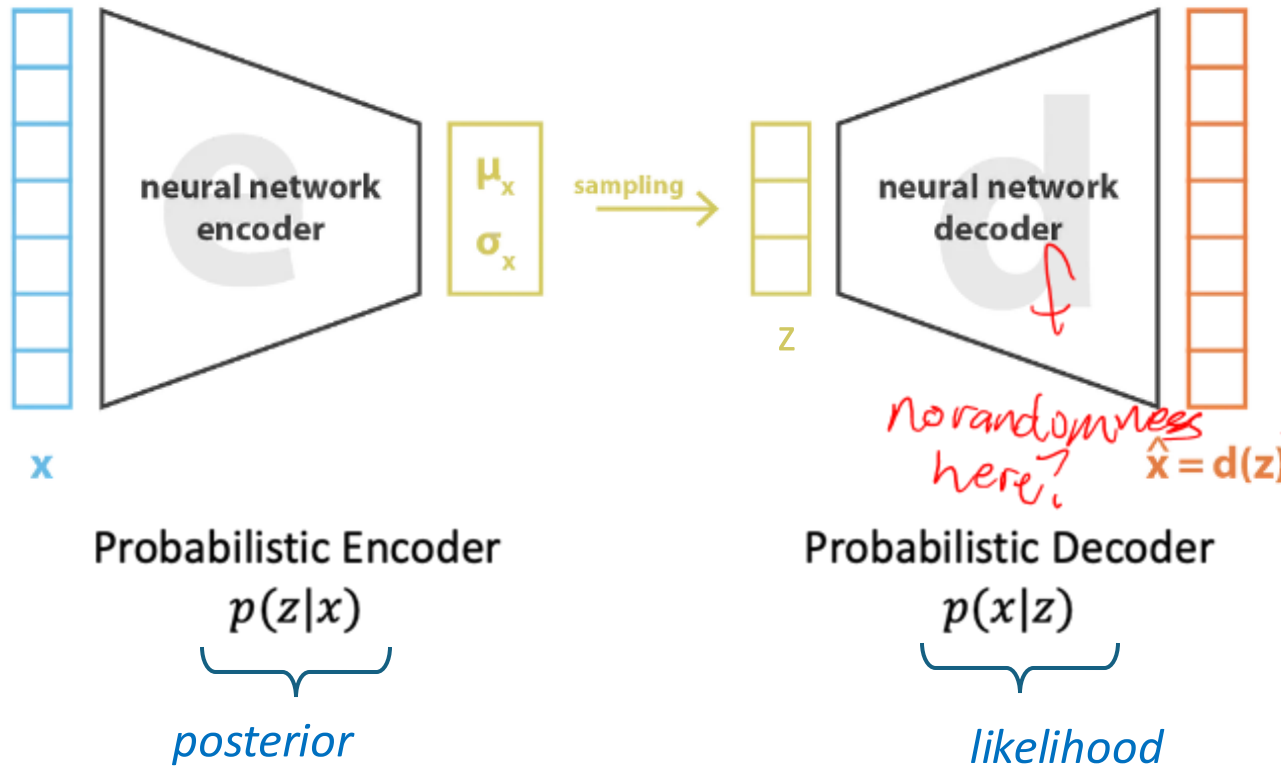 e
neural network
encoder
μx
σx
sampling
z
d
neural network
decoder
f
no randomness
here?
x
x̂ = d(z)
Probabilistic Encoder
p(z|x)
posterior
Probabilistic Decoder
p(x|z)
likelihood